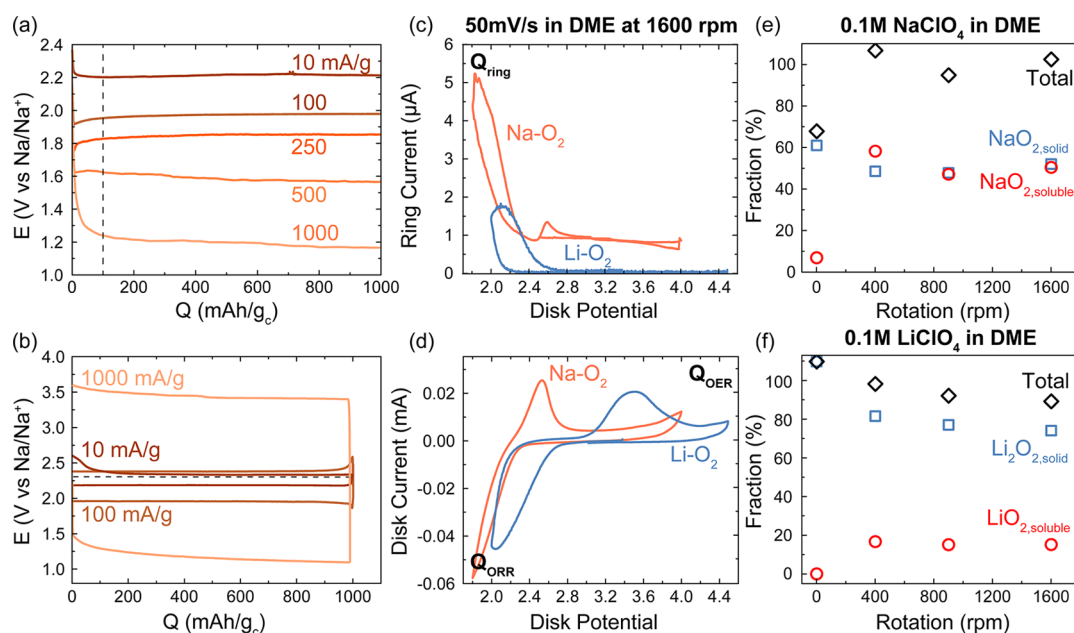 (a)
2.4
2.2
2.0
1.8
1.6
1.4
1.2
1.0
E (V vs Na/Na⁺)
10 mA/g
100
250
500
1000
0 200 400 600 800 1000
Q (mAh/g_c)
(b)
4.0
3.5
3.0
2.5
2.0
1.5
1.0
E (V vs Na/Na⁺)
1000 mA/g
10 mA/g
100 mA/g
0 200 400 600 800 1000
Q (mAh/g_c)
50mV/s in DME at 1600 rpm
(c)
6
5
4
3
2
1
0
Ring Current (µA)
Q_ring
Na-O₂
Li-O₂
2.0 2.4 2.8 3.2 3.6 4.0 4.4
Disk Potential
(d)
0.02
0.00
-0.02
-0.04
-0.06
Disk Current (mA)
Na-O₂
Q_OER
Li-O₂
Q_ORR
2.0 2.4 2.8 3.2 3.6 4.0 4.4
Disk Potential
0.1M NaClO₄ in DME
(e)
100
80
60
40
20
0
Fraction (%)
Total
NaO₂,solid
NaO₂,soluble
0 400 800 1200 1600
Rotation (rpm)
0.1M LiClO₄ in DME
(f)
100
80
60
40
20
0
Fraction (%)
Total
Li₂O₂,solid
LiO₂,soluble
0 400 800 1200 1600
Rotation (rpm)